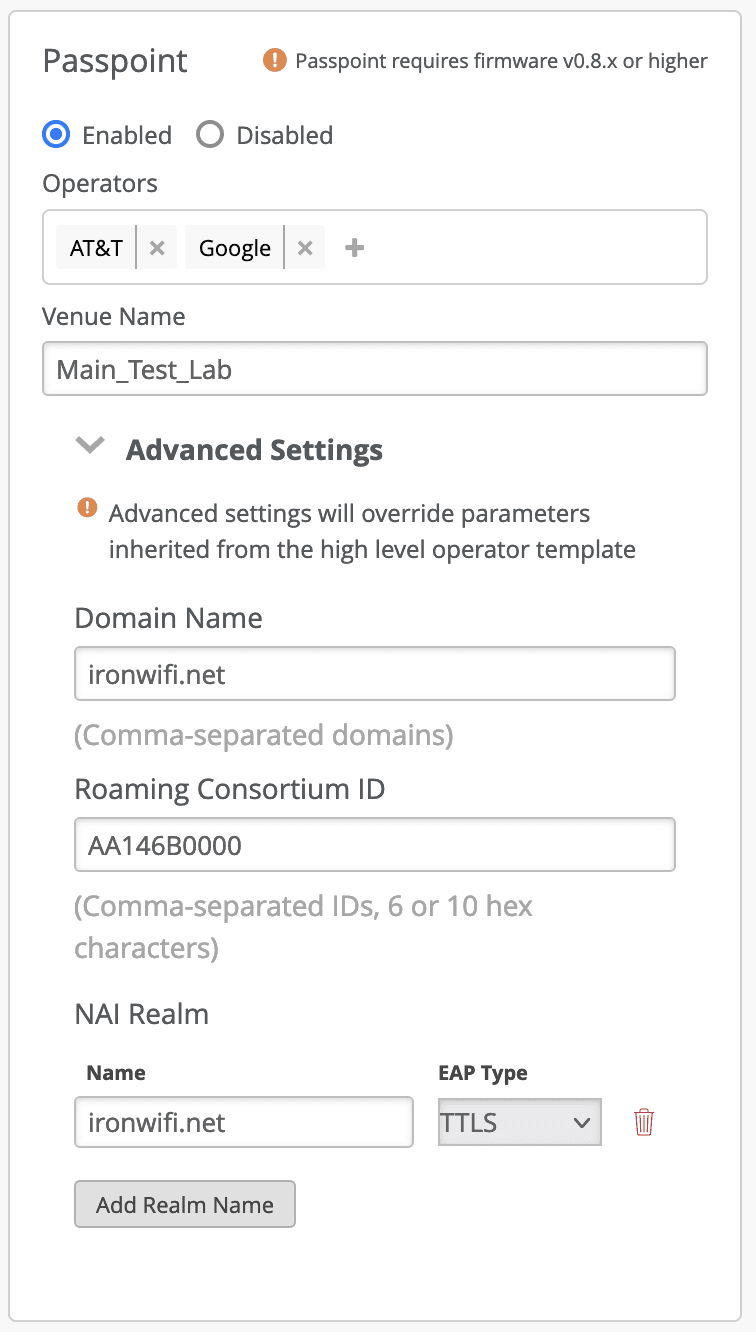 Passpoint
! Passpoint requires firmware v0.8.x or higher
Enabled Disabled
Operators
AT&T × Google × +
Venue Name
Main_Test_Lab
Advanced Settings
! Advanced settings will override parameters
inherited from the high level operator template
Domain Name
ironwifi.net
(Comma-separated domains)
Roaming Consortium ID
AA146B0000
(Comma-separated IDs, 6 or 10 hex
characters)
NAI Realm
Name EAP Type
ironwifi.net TTLS
Add Realm Name